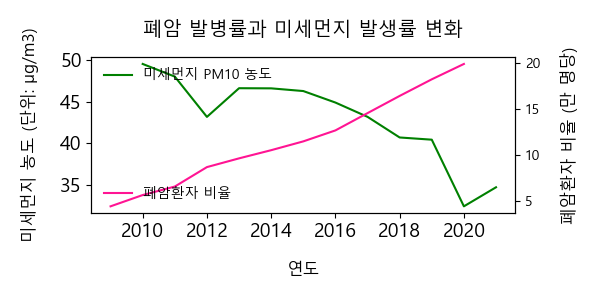 폐암 발병률과 미세먼지 발생률 변화
미세먼지 농도 (단위: µg/m3)
50
45
40
35
미세먼지 PM10 농도
폐암환자 비율
20
15
10
5
폐암환자 비율 (만 명당)
2010 2012 2014 2016 2018 2020
연도